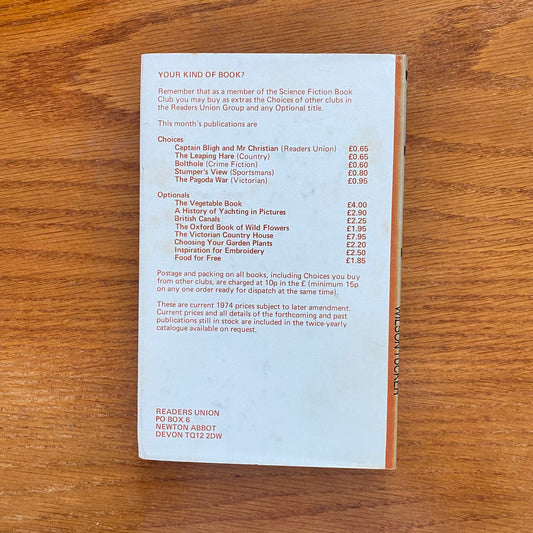 YOUR KIND OF BOOK?
Remember that as a member of the Science Fiction Book
Club you may buy as extras the Choices of other clubs in
the Readers Union Group and any Optional title.
This month's publications are
Choices
Captain Bligh and Mr Christian (Readers Union) £0.65
The Leaping Hare (Country) £0.65
Bolthole (Crime Fiction) £0.60
Stumper's View (Sportsmans) £0.80
The Pagoda War (Victorian) £0.95
Optionals
The Vegetable Book £4.00
A History of Yachting in Pictures £2.90
British Canals £2.25
The Oxford Book of Wild Flowers £1.95
The Victorian Country House £7.95
Choosing Your Garden Plants £2.20
Inspiration for Embroidery £2.50
Food for Free £1.85
Postage and packing on all books, including Choices you buy
from other clubs, are charged at 10p in the £ (minimum 15p
on any one order ready for dispatch at the same time).
These are current 1974 prices subject to later amendment.
Current prices and all details of the forthcoming and past
publications still in stock are included in the twice-yearly
catalogue available on request.
READERS UNION
PO BOX 6
NEWTON ABBOT
DEVON TQ12 2DW
WILSON TUCKER